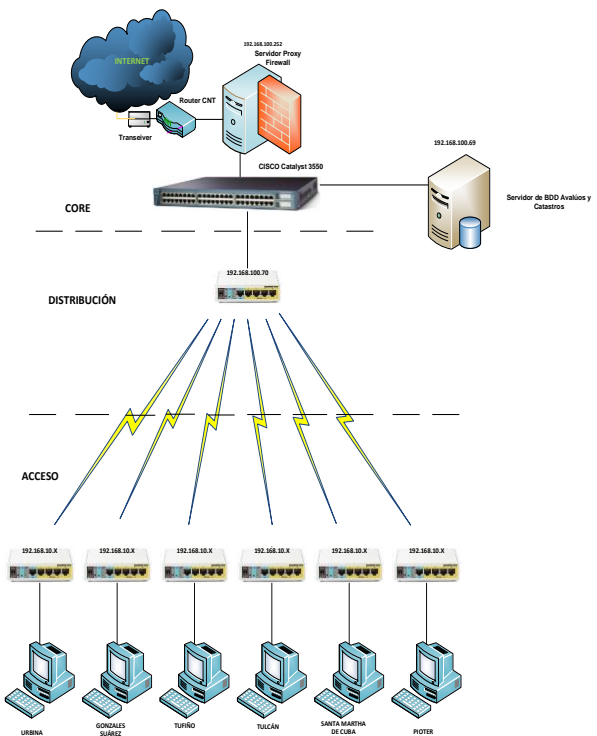 192.168.100.252
Servidor Proxy
Firewall
INTERNET
Router CNT
Transeiver
192.168.100.69
CISCO Catalyst 3550
Servidor de BDD Avalúos y
Catastros
CORE
192.168.100.70
DISTRIBUCIÓN
ACCESO
192.168.10.X
192.168.10.X
192.168.10.X
192.168.10.X
192.168.10.X
192.168.10.X
URBINA
GONZALES
SUÁREZ
TUFIÑO
TULCÁN
SANTA MARTHA
DE CUBA
PIOTER